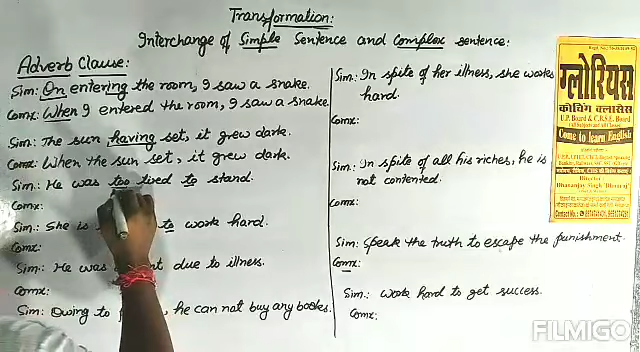 Transformation:
Interchange of Simple Sentence and Complex sentence:
Adverb Clause:
Sim: On entering the room, I saw a snake.
Comx: When I entered the room, I saw a snake.
Sim: The sun having set, it grew dark.
Comx: When the sun set, it grew dark.
Sim: He was too tired to stand.
Comx:
Sim: She is to work hard.
Comx:
Sim: He was due to illness.
Comx:
Sim: Owing to he can not buy any books.
Sim: In spite of her illness, she works
hard.
Comx:
Sim: In spite of all his riches, he is
not contented.
Comx:
Sim: Speak the truth to escape the punishment.
Comx:
Sim: work hard to get success.
Comx:
ग्लोरियस
कोचिंग क्लासेस
U.P. Board & C.B.S.E. Board
Come to learn English
Director
FILMIGO